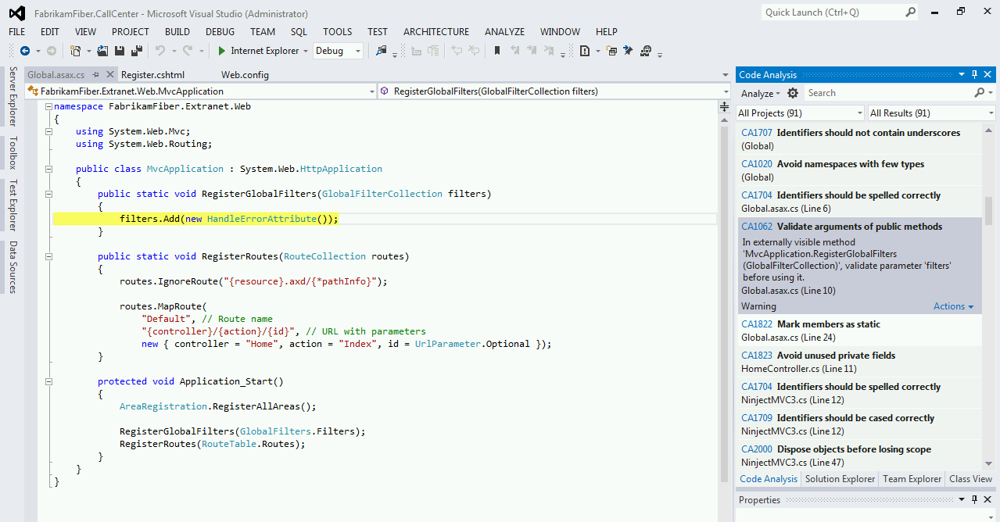 FabrikamFiber.CallCenter - Microsoft Visual Studio (Administrator)
Quick Launch (Ctrl+Q)
FILE EDIT VIEW PROJECT BUILD DEBUG TEAM SQL TOOLS TEST ARCHITECTURE ANALYZE WINDOW HELP
Internet Explorer Debug
Server Explorer
Toolbox
Test Explorer
Data Sources
Global.asax.cs Register.cshtml Web.config
FabrikamFiber.Extranet.Web.MvcApplication RegisterGlobalFilters(GlobalFilterCollection filters)
namespace FabrikamFiber.Extranet.Web
{
using System.Web.Mvc;
using System.Web.Routing;
public class MvcApplication : System.Web.HttpApplication
{
public static void RegisterGlobalFilters(GlobalFilterCollection filters)
{
filters.Add(new HandleErrorAttribute());
}
public static void RegisterRoutes(RouteCollection routes)
{
routes.IgnoreRoute("{resource}.axd/{*pathInfo}");
routes.MapRoute(
"Default", // Route name
"{controller}/{action}/{id}", // URL with parameters
new { controller = "Home", action = "Index", id = UrlParameter.Optional });
}
protected void Application_Start()
{
AreaRegistration.RegisterAllAreas();
RegisterGlobalFilters(GlobalFilters.Filters);
RegisterRoutes(RouteTable.Routes);
}
}
}
Code Analysis
Analyze Search
All Projects (91) All Results (91)
CA1707 Identifiers should not contain underscores
(Global)
CA1020 Avoid namespaces with few types
(Global)
CA1704 Identifiers should be spelled correctly
Global.asax.cs (Line 6)
CA1062 Validate arguments of public methods
In externally visible method
'MvcApplication.RegisterGlobalFilters
(GlobalFilterCollection)', validate parameter 'filters'
before using it.
Global.asax.cs (Line 10)
Warning Actions
CA1822 Mark members as static
Global.asax.cs (Line 24)
CA1823 Avoid unused private fields
HomeController.cs (Line 11)
CA1704 Identifiers should be spelled correctly
NinjectMVC3.cs (Line 12)
CA1709 Identifiers should be cased correctly
NinjectMVC3.cs (Line 12)
CA2000 Dispose objects before losing scope
NinjectMVC3.cs (Line 47)
Code Analysis Solution Explorer Team Explorer Class View
Properties